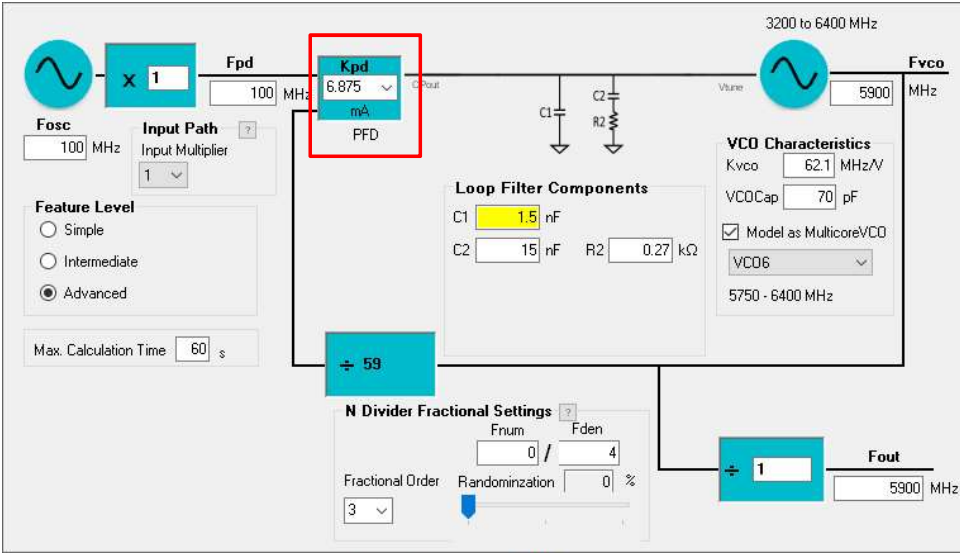 3200 to 6400 MHz
x 1
Fpd
100 MHz
Kpd
6.875
mA
PFD
CPout
C1
C2
R2
Vtune
Fvco
5900 MHz
Fosc
100 MHz
Input Path ?
Input Multiplier
1
VCO Characteristics
Kvco 62.1 MHz/V
VCOCap 70 pF
Model as MulticoreVCO
VCO6
5750 - 6400 MHz
Loop Filter Components
C1 1.5 nF
C2 15 nF R2 0.27 kΩ
Feature Level
Simple
Intermediate
Advanced
Max. Calculation Time 60 s
÷ 59
N Divider Fractional Settings ?
Fnum Fden
0 / 4
Fractional Order Randominzation 0 %
3
÷ 1
Fout
5900 MHz